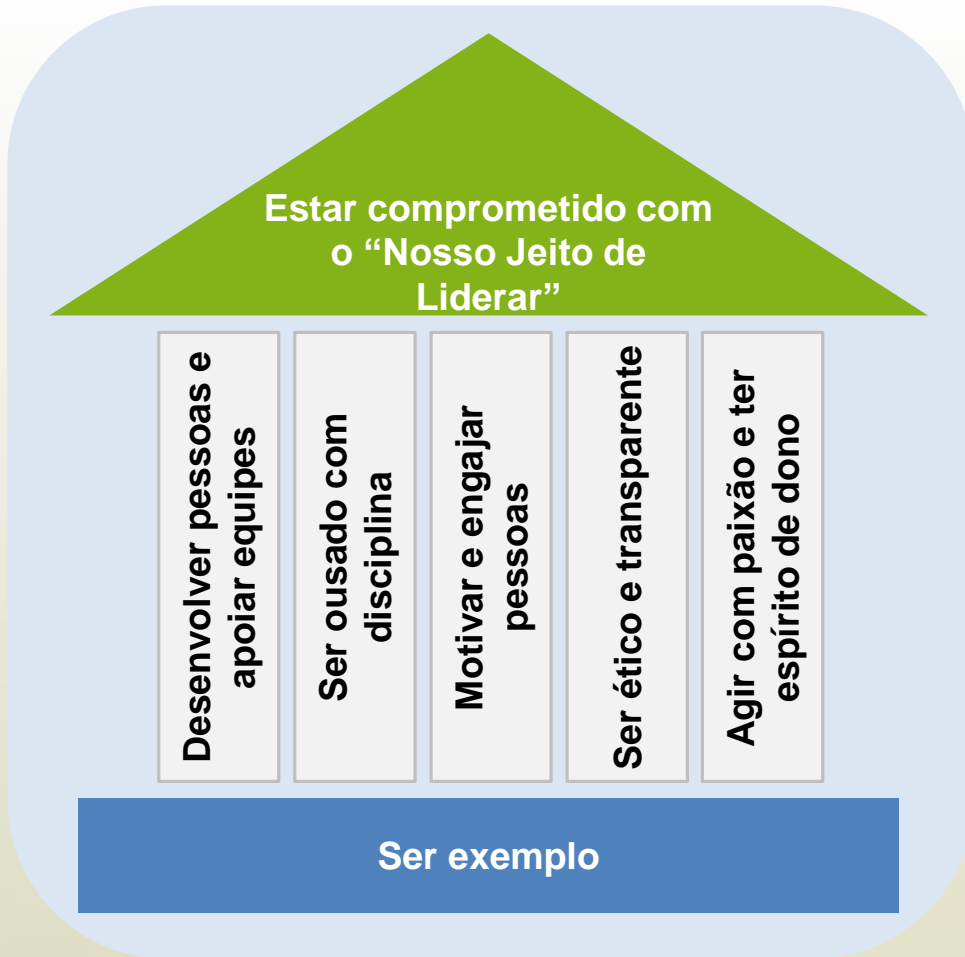 Estar comprometido com
o “Nosso Jeito de
Liderar”
Desenvolver pessoas e
apoiar equipes
Ser ousado com
disciplina
Motivar e engajar
pessoas
Ser ético e transparente
Agir com paixão e ter
espírito de dono
Ser exemplo